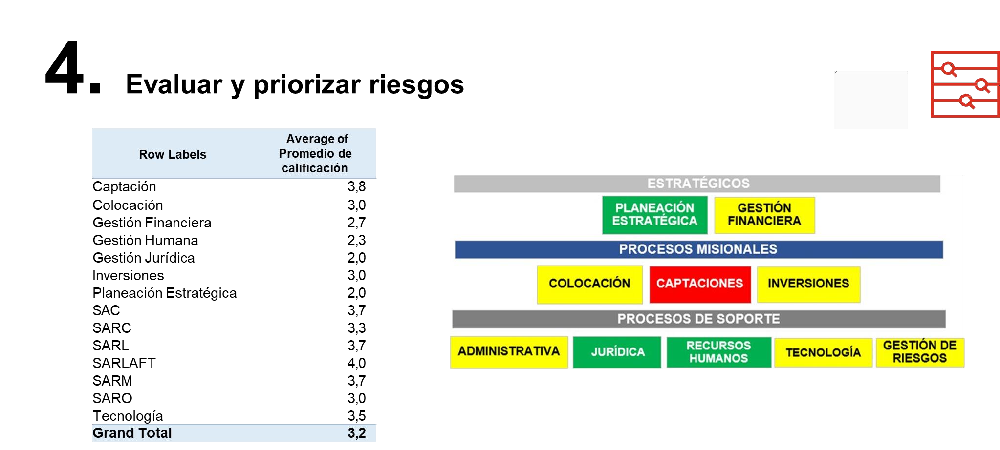 4. Evaluar y priorizar riesgos
Row Labels
Average of
Promedio de
calificación
Captación 3,8
Colocación 3,0
Gestión Financiera 2,7
Gestión Humana 2,3
Gestión Jurídica 2,0
Inversiones 3,0
Planeación Estratégica 2,0
SAC 3,7
SARC 3,3
SARL 3,7
SARLAFT 4,0
SARM 3,7
SARO 3,0
Tecnología 3,5
Grand Total 3,2
ESTRATÉGICOS
PLANEACIÓN
ESTRATÉGICA
GESTIÓN
FINANCIERA
PROCESOS MISIONALES
COLOCACIÓN
CAPTACIONES
INVERSIONES
PROCESOS DE SOPORTE
ADMINISTRATIVA
JURÍDICA
RECURSOS
HUMANOS
TECNOLOGÍA
GESTIÓN DE
RIESGOS